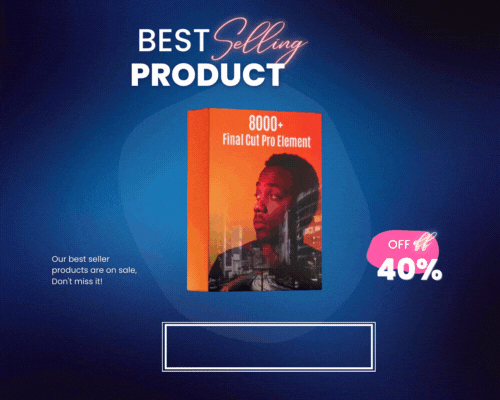 BEST Selling
PRODUCT
8000+
Final Cut Pro Element
Our best seller
products are on sale,
Don't miss it!
OFF off
40%